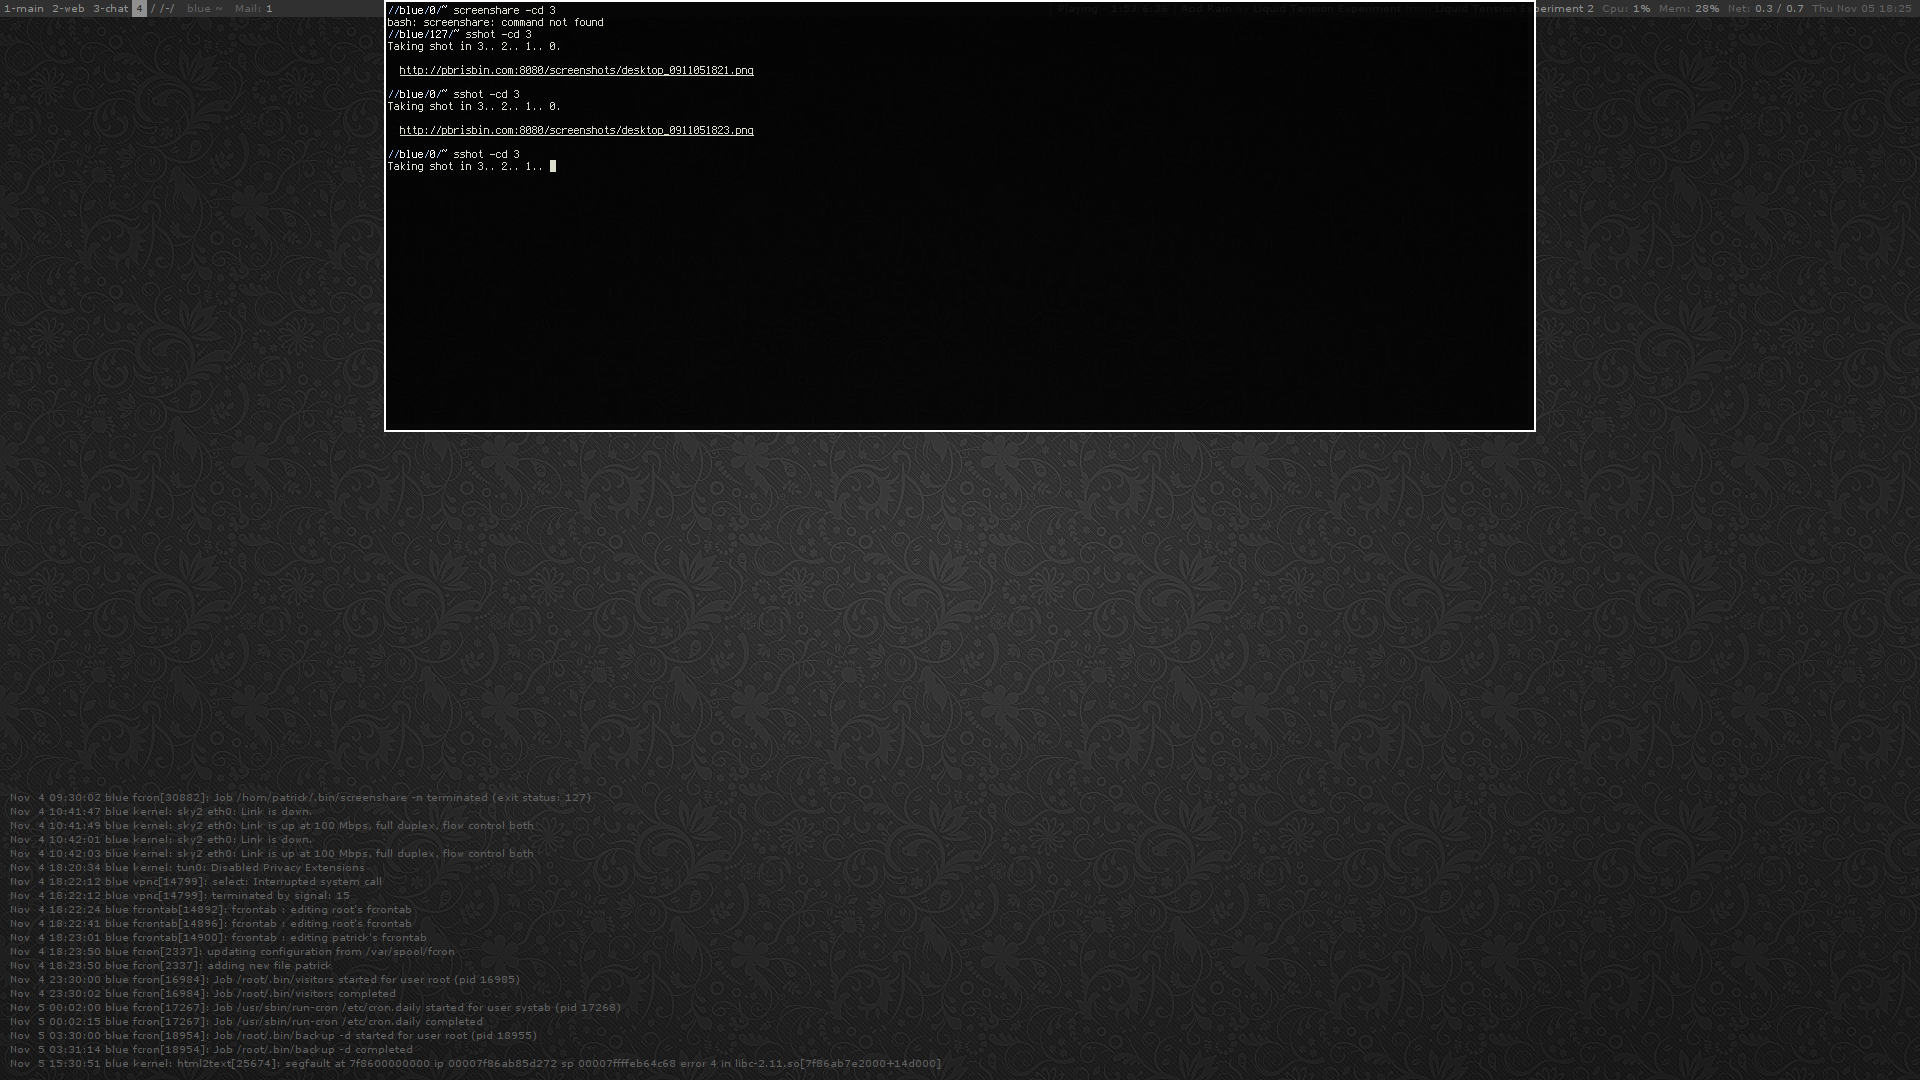 1-main 2-web 3-chat 4 / /-/ blue ~ Mail: 1
periment 2 Cpu: 1% Mem: 28% Net: 0.3 / 0.7 Thu Nov 05 18:25
//blue/0/~ screenshare -cd 3
bash: screenshare: command not found
//blue/127/~ sshot -cd 3
Taking shot in 3.. 2.. 1.. 0.
http://pbrisbin.com:8080/screenshots/desktop_0911051821.png
//blue/0/~ sshot -cd 3
Taking shot in 3.. 2.. 1.. 0.
http://pbrisbin.com:8080/screenshots/desktop_0911051823.png
//blue/0/~ sshot -cd 3
Taking shot in 3.. 2.. 1..
Nov 4 09:30:02 blue fcron[30882]: Job /hom/patrick/.bin/screenshare -n terminated (exit status: 127)
Nov 4 10:41:47 blue kernel: sky2 eth0: Link is down.
Nov 4 10:41:49 blue kernel: sky2 eth0: Link is up at 100 Mbps, full duplex, flow control both
Nov 4 10:42:01 blue kernel: sky2 eth0: Link is down.
Nov 4 10:42:03 blue kernel: sky2 eth0: Link is up at 100 Mbps, full duplex, flow control both
Nov 4 18:20:34 blue kernel: tun0: Disabled Privacy Extensions
Nov 4 18:22:12 blue vpnc[14799]: select: Interrupted system call
Nov 4 18:22:12 blue vpnc[14799]: terminated by signal: 15
Nov 4 18:22:24 blue fcrontab[14892]: fcrontab : editing root's fcrontab
Nov 4 18:22:41 blue fcrontab[14896]: fcrontab : editing root's fcrontab
Nov 4 18:23:01 blue fcrontab[14900]: fcrontab : editing patrick's fcrontab
Nov 4 18:23:50 blue fcron[2337]: updating configuration from /var/spool/fcron
Nov 4 18:23:50 blue fcron[2337]: adding new file patrick
Nov 4 23:30:00 blue fcron[16984]: Job /root/.bin/visitors started for user root (pid 16985)
Nov 4 23:30:02 blue fcron[16984]: Job /root/.bin/visitors completed
Nov 5 00:02:00 blue fcron[17267]: Job /usr/sbin/run-cron /etc/cron.daily started for user systab (pid 17268)
Nov 5 00:02:15 blue fcron[17267]: Job /usr/sbin/run-cron /etc/cron.daily completed
Nov 5 03:30:00 blue fcron[18954]: Job /root/.bin/backup -d started for user root (pid 18955)
Nov 5 03:31:14 blue fcron[18954]: Job /root/.bin/backup -d completed
Nov 5 15:30:51 blue kernel: html2text[25674]: segfault at 7f8600000000 ip 00007f86ab85d272 sp 00007ffffeb64c68 error 4 in libc-2.11.so[7f86ab7e2000+14d000]